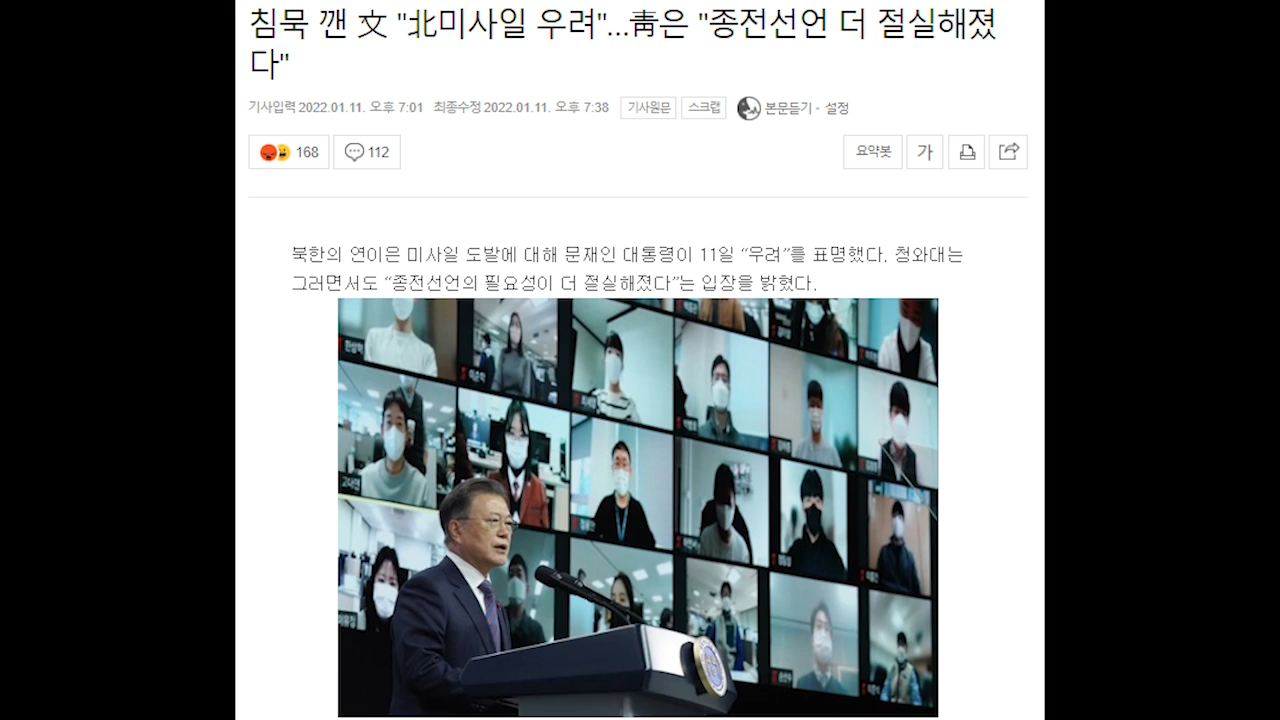 침묵 깬 文 "北미사일 우려"...靑은 "종전선언 더 절실해졌
다"
기사입력 2022.01.11. 오후 7:01 최종수정 2022.01.11. 오후 7:38 기사원문 스크랩 본문듣기 · 설정
168 112 요약봇 가
북한의 연이은 미사일 도발에 대해 문재인 대통령이 11일 “우려”를 표명했다. 청와대는
그러면서도 “종전선언의 필요성이 더 절실해졌다”는 입장을 밝혔다.